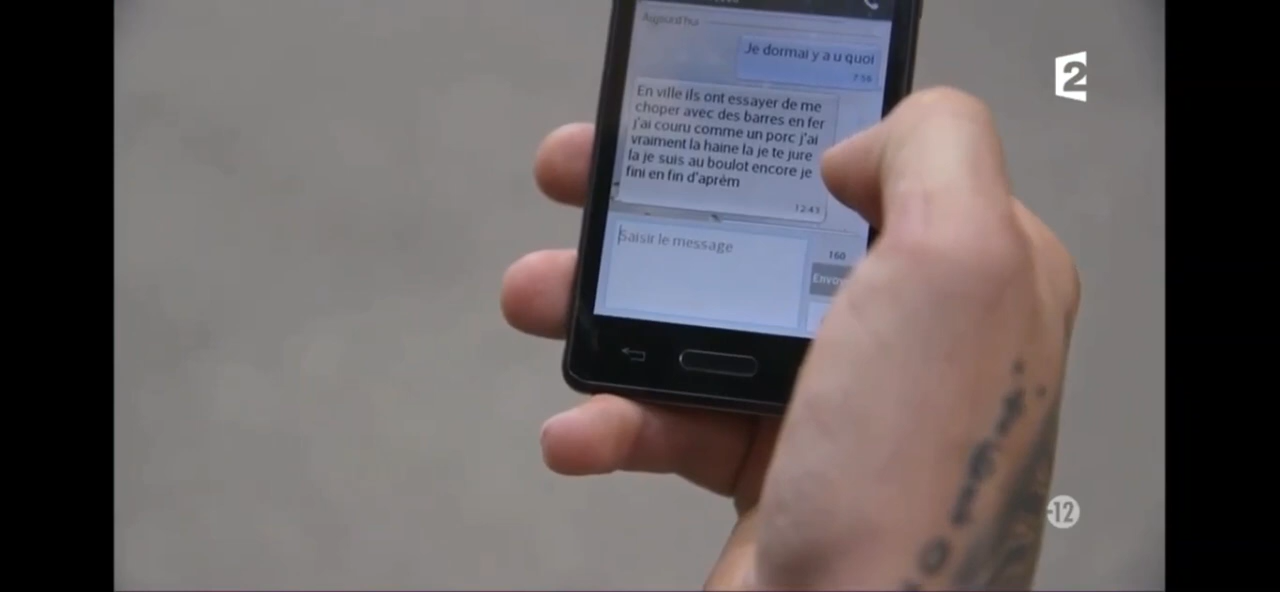 Aujourd'hui
Je dormai y a u quoi
7:56
En ville ils ont essayer de me
choper avec des barres en fer
j'ai couru comme un porc j'ai
vraiment la haine la je te jure
la je suis au boulot encore je
fini en fin d'aprèm
12:43
Saisir le message
160
2
-12